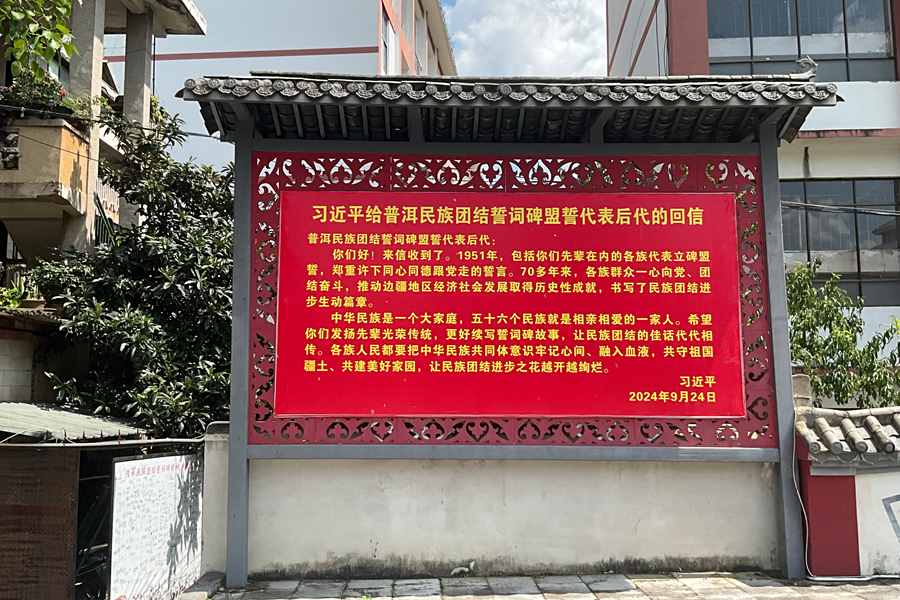 习近平给普洱民族团结誓词碑盟誓代表后代的回信
普洱民族团结誓词碑盟誓代表后代：
你们好！来信收到了。1951年，包括你们先辈在内的各族代表立碑盟
誓，郑重许下同心同德跟党走的誓言。70多年来，各族群众一心向党、团
结奋斗，推动边疆地区经济社会发展取得历史性成就，书写了民族团结进
步生动篇章。
中华民族是一个大家庭，五十六个民族就是相亲相爱的一家人。希望
你们发扬先辈光荣传统，更好续写誓词碑故事，让民族团结的佳话代代相
传。各族人民都要把中华民族共同体意识牢记心间、融入血液，共守祖国
疆土、共建美好家园，让民族团结进步之花越开越绚烂。
习近平
2024年9月24日